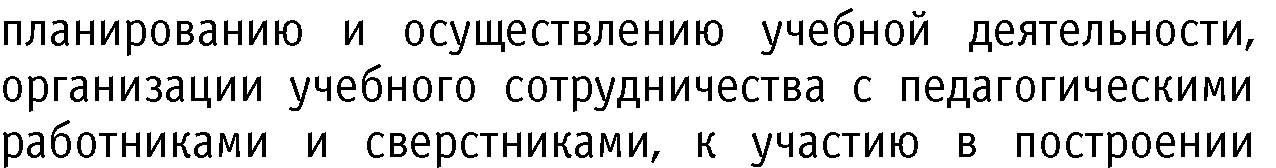 планированию и осуществлению учебной деятельности,
организации учебного сотрудничества с педагогическими
работниками и сверстниками, к участию в построении